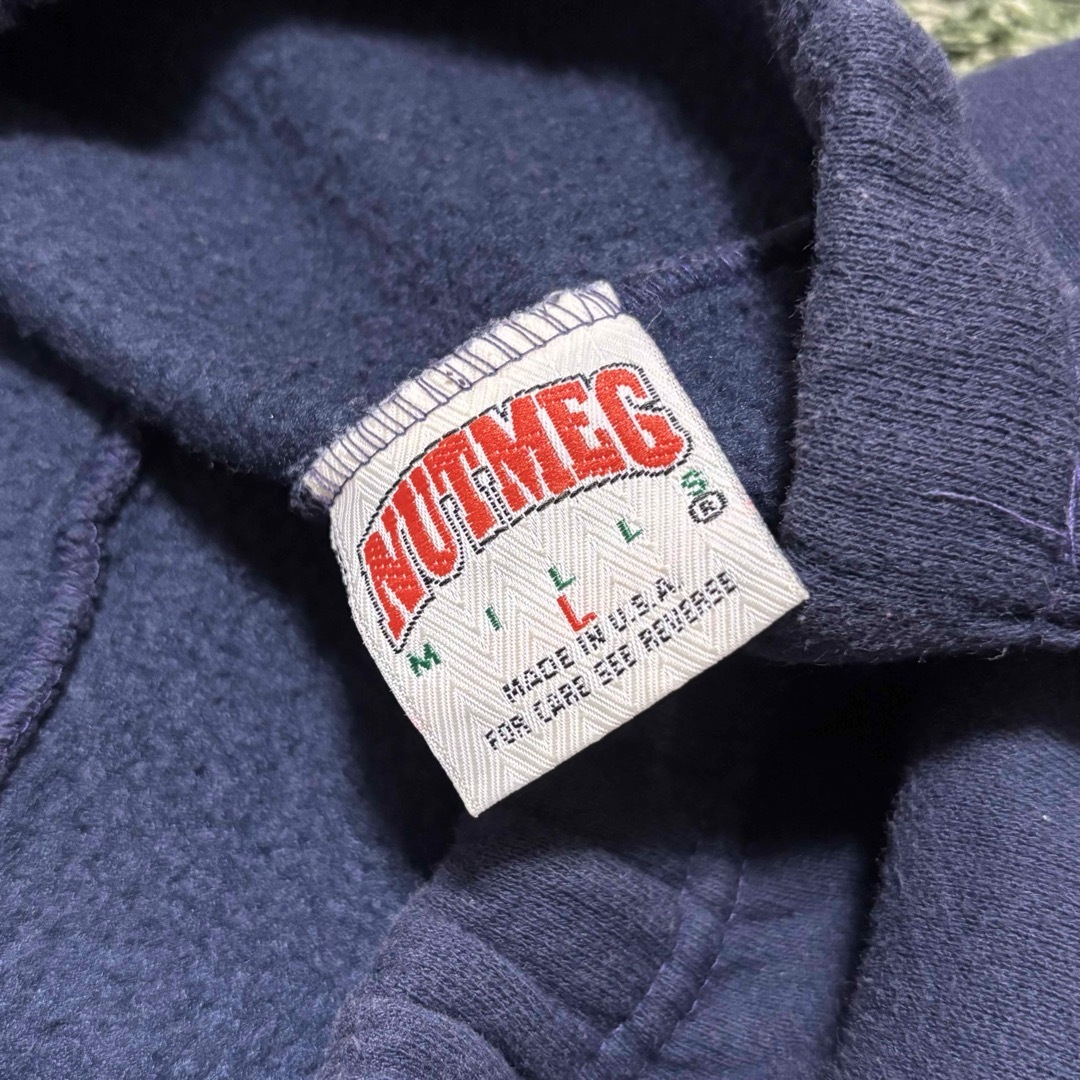 NUTMEG
MILLS®
L
MADE IN U.S.A.
FOR CARE SEE REVERSE